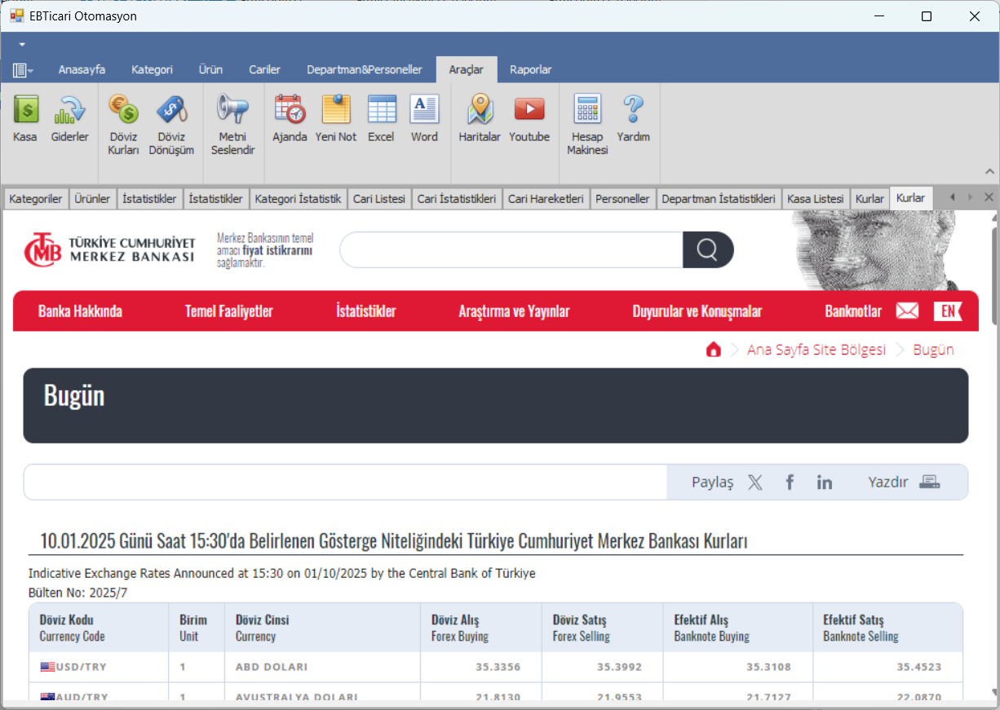 EBTicari Otomasyon
Anasayfa Kategori Ürün Cariler Departman&Personeller Araçlar Raporlar
Kasa Giderler Döviz Kurları Döviz Dönüşüm Metni Seslendir Ajanda Yeni Not Excel Word Haritalar Youtube Hesap Makinesi Yardım
Kategoriler Ürünler İstatistikler İstatistikler Kategori İstatistik Cari Listesi Cari İstatistikleri Cari Hareketleri Personeller Departman İstatistikleri Kasa Listesi Kurlar Kurlar
TCMB
TÜRKİYE CUMHURİYET
MERKEZ BANKASI
Merkez Bankasının temel
amacı fiyat istikrarını
sağlamaktır.
Banka Hakkında Temel Faaliyetler İstatistikler Araştırma ve Yayınlar Duyurular ve Konuşmalar Banknotlar EN
Ana Sayfa Site Bölgesi Bugün
Bugün
Paylaş Yazdır
10.01.2025 Günü Saat 15:30'da Belirlenen Gösterge Niteliğindeki Türkiye Cumhuriyet Merkez Bankası Kurları
Indicative Exchange Rates Announced at 15:30 on 01/10/2025 by the Central Bank of Türkiye
Bülten No: 2025/7
Döviz Kodu Birim Döviz Cinsi Döviz Alış Döviz Satış Efektif Alış Efektif Satış
Currency Code Unit Currency Forex Buying Forex Selling Banknote Buying Banknote Selling
USD/TRY 1 ABD DOLARI 35.3356 35.3992 35.3108 35.4523
AUD/TRY 1 AVUSTRALYA DOLARI 21.8130 21.9553 21.7127 22.0870